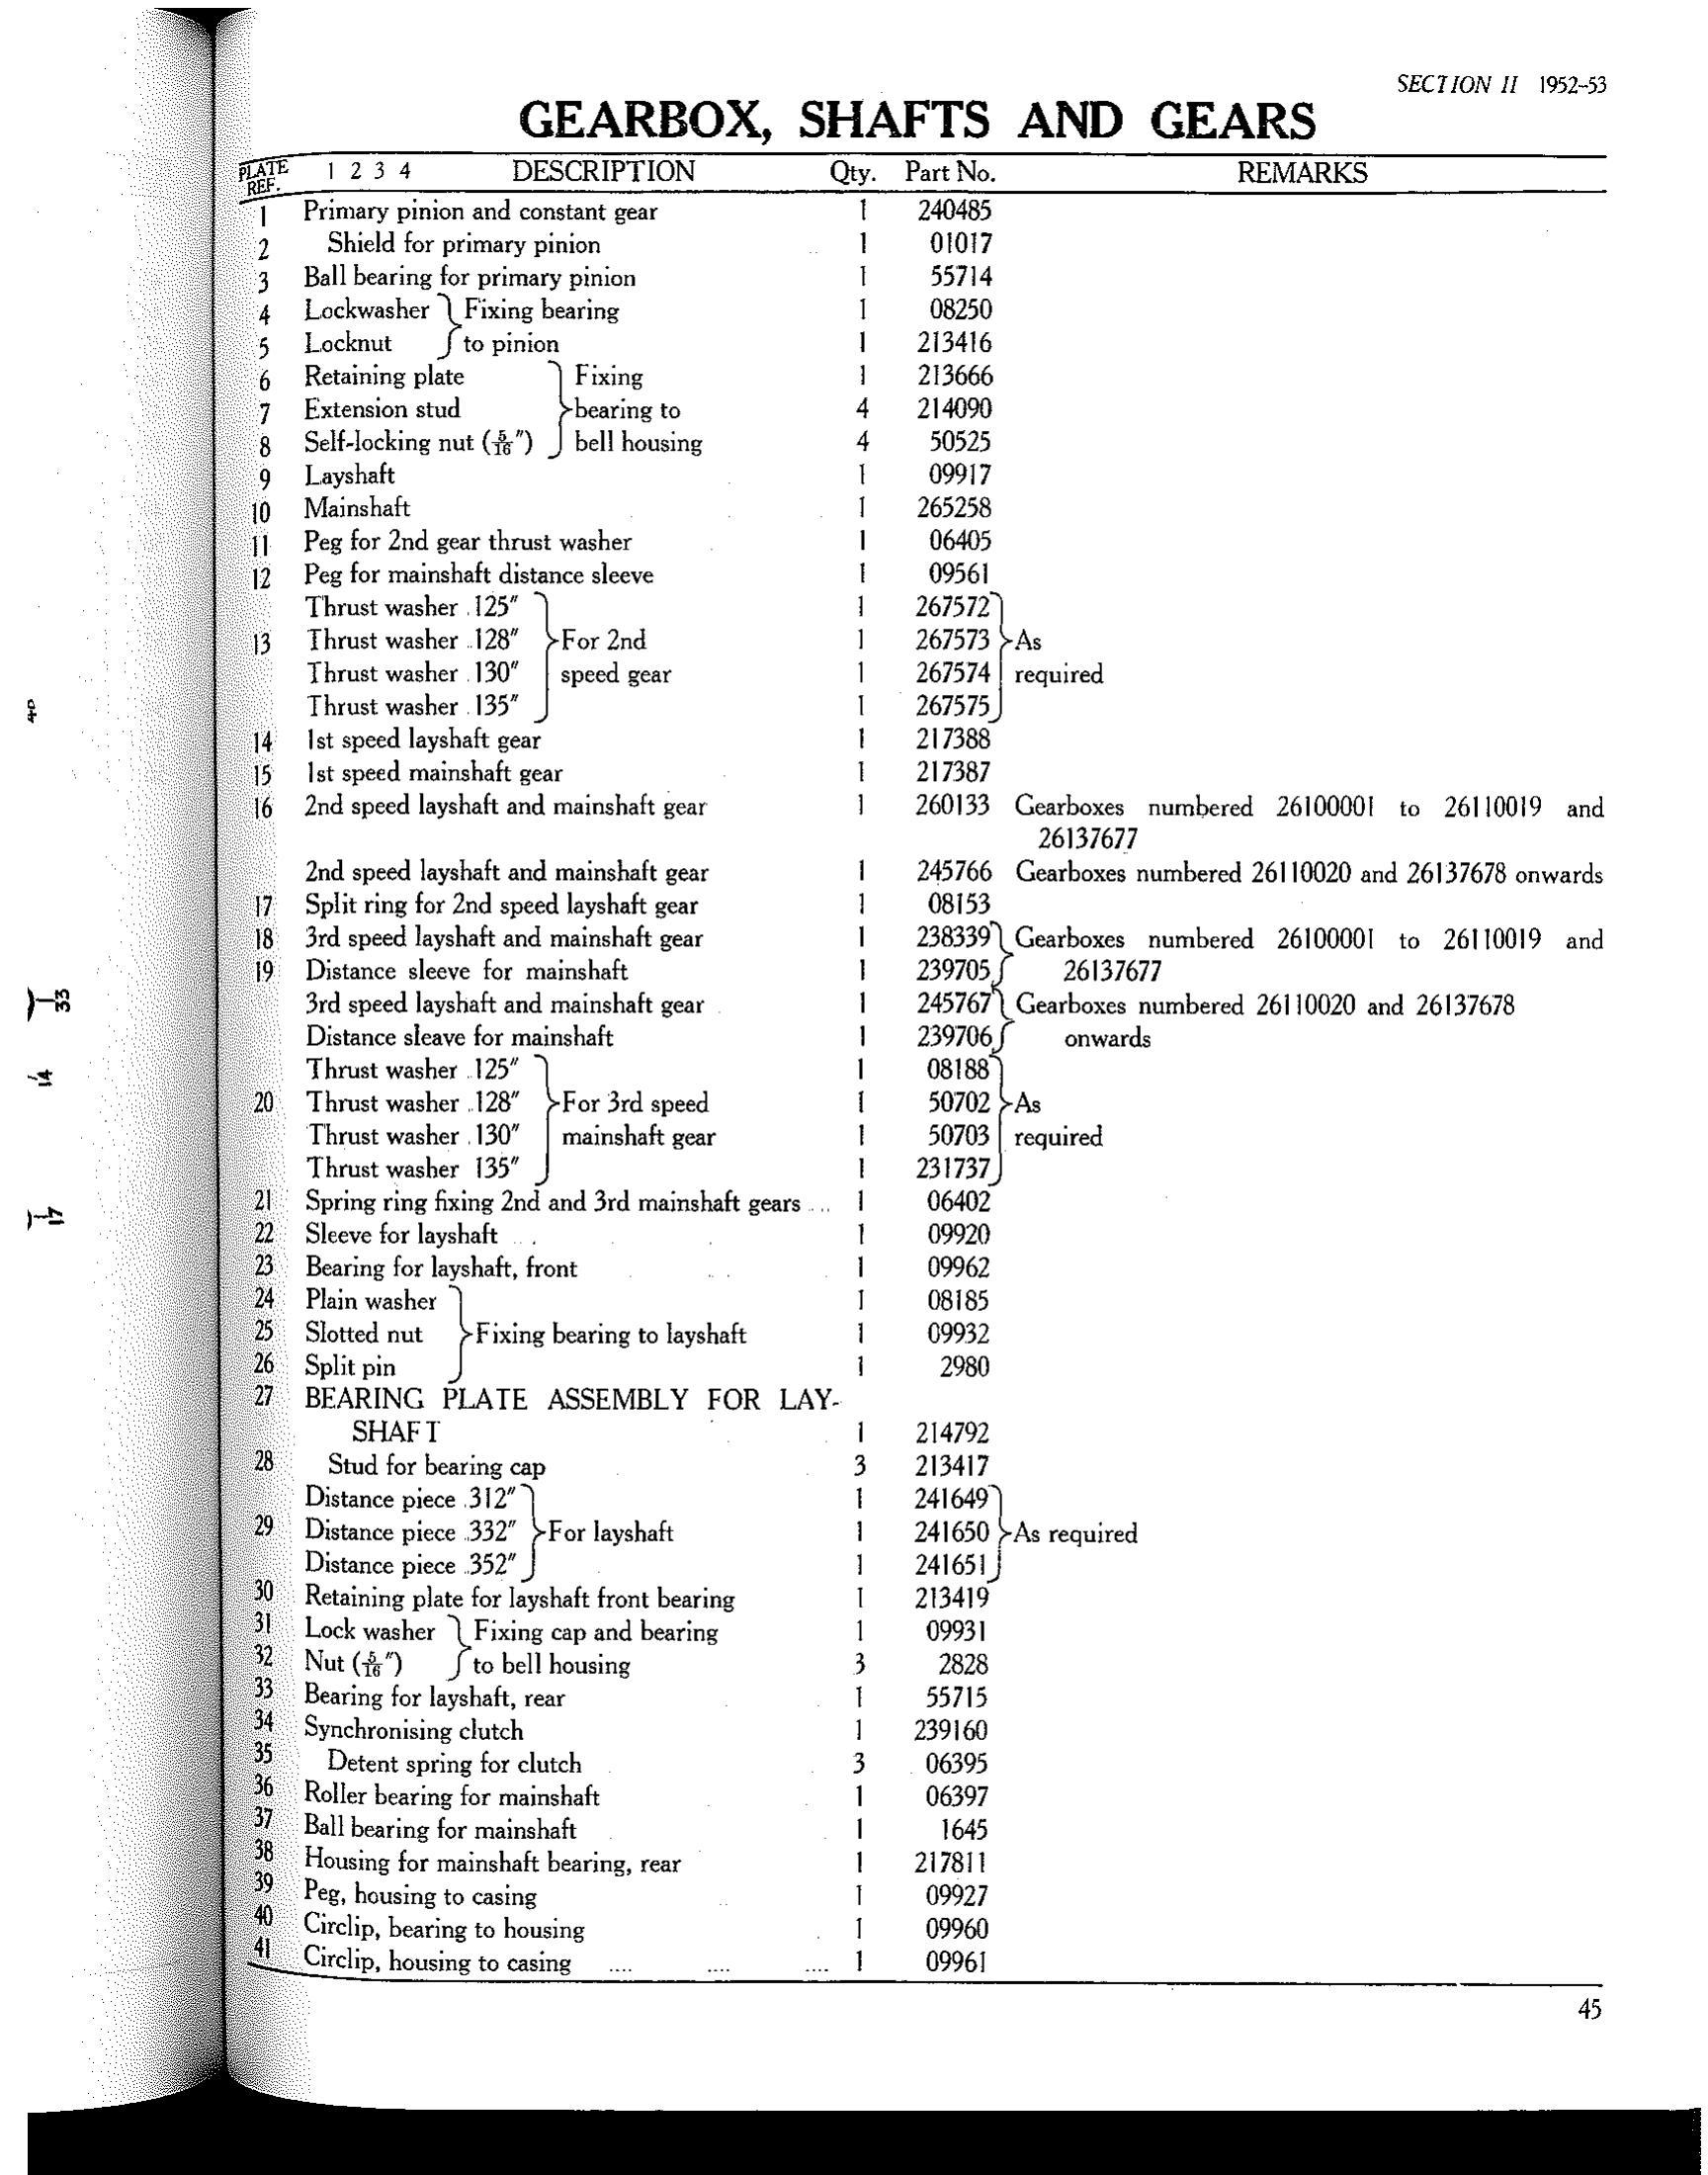 SECTION II 1952-53
GEARBOX, SHAFTS AND GEARS
PLATE REF. 1 2 3 4 DESCRIPTION Qty. Part No. REMARKS
1 Primary pinion and constant gear 1 240485
2 Shield for primary pinion 1 01017
3 Ball bearing for primary pinion 1 55714
4 Lockwasher } Fixing bearing 1 08250
5 Locknut } to pinion 1 213416
6 Retaining plate } Fixing 1 213666
7 Extension stud } bearing to 4 214090
8 Self-locking nut (5/16″) } bell housing 4 50525
9 Layshaft 1 09917
10 Mainshaft 1 265258
11 Peg for 2nd gear thrust washer 1 06405
12 Peg for mainshaft distance sleeve 1 09561
Thrust washer .125″ 1 267572
13 Thrust washer .128″ } For 2nd 1 267573 } As
Thrust washer .130″ speed gear 1 267574 required
Thrust washer .135″ 1 267575
14 1st speed layshaft gear 1 217388
15 1st speed mainshaft gear 1 217387
16 2nd speed layshaft and mainshaft gear 1 260133 Gearboxes numbered 26100001 to 26110019 and
26137677
2nd speed layshaft and mainshaft gear 1 245766 Gearboxes numbered 26110020 and 26137678 onwards
17 Split ring for 2nd speed layshaft gear 1 08153
18 3rd speed layshaft and mainshaft gear 1 238339 } Gearboxes numbered 26100001 to 26110019 and
19 Distance sleeve for mainshaft 1 239705 } 26137677
3rd speed layshaft and mainshaft gear 1 245767 } Gearboxes numbered 26110020 and 26137678
Distance sleave for mainshaft 1 239706 } onwards
Thrust washer .125″ 1 08188
20 Thrust washer .128″ } For 3rd speed 1 50702 } As
Thrust washer .130″ mainshaft gear 1 50703 required
Thrust washer 135″ 1 231737
21 Spring ring fixing 2nd and 3rd mainshaft gears ... 1 06402
22 Sleeve for layshaft 1 09920
23 Bearing for layshaft, front 1 09962
24 Plain washer 1 08185
25 Slotted nut } Fixing bearing to layshaft 1 09932
26 Split pin 1 2980
27 BEARING PLATE ASSEMBLY FOR LAY-
SHAFT 1 214792
28 Stud for bearing cap 3 213417
Distance piece .312″ 1 241649
29 Distance piece .332″ } For layshaft 1 241650 } As required
Distance piece .352″ 1 241651
30 Retaining plate for layshaft front bearing 1 213419
31 Lock washer } Fixing cap and bearing 1 09931
32 Nut (5/16″) } to bell housing 3 2828
33 Bearing for layshaft, rear 1 55715
34 Synchronising clutch 1 239160
35 Detent spring for clutch 3 06395
36 Roller bearing for mainshaft 1 06397
37 Ball bearing for mainshaft 1 1645
38 Housing for mainshaft bearing, rear 1 217811
39 Peg, housing to casing 1 09927
40 Circlip, bearing to housing 1 09960
41 Circlip, housing to casing .... .... .... 1 09961
45
33
14
17